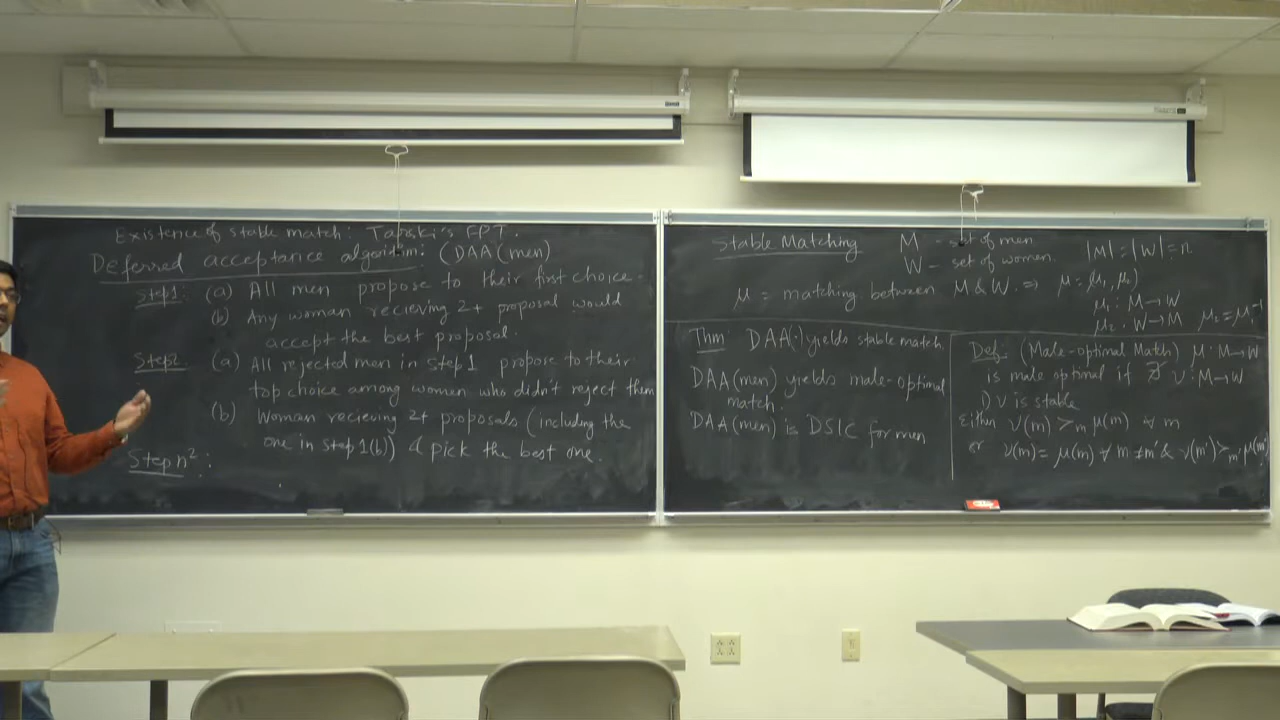 Existence of stable match: Tarski's FPT.
Deferred acceptance algorithm: (DAA(men)
Step1: (a) All men propose to their first choice.
(b) Any woman recieving 2+ proposal would
accept the best proposal.
Step2 (a) All rejected men in step1 propose to their
top choice among women who didn't reject them
(b) Woman recieving 2+ proposals (including the
one in step1(b)) & pick the best one.
Step n²:
Stable Matching
M - set of men
W - set of women.
|M| = |W| = n
μ = matching between M & W ⇒ μ = (μ₁, μ₂)
μ₁ : M → W
μ₂ : W → M μ₂ = μ₁⁻¹
Thm DAA(·) yields stable match.
DAA(men) yields male-optimal
match.
DAA(men) is DSIC for men
Def: (Male-optimal Match) μ: M→W
is male optimal if ∄ ν: M→W
1) ν is stable
Either ν(m) >ₘ μ(m) ∀ m
or ν(m) = μ(m) ∀ m ≠ m' & ν(m') >ₘ' μ(m')